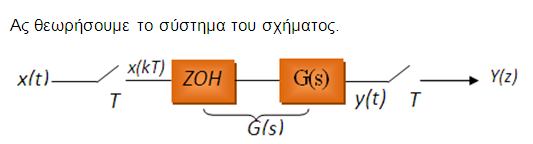 Ας θεωρήσουμε το σύστημα του σχήματος.
x(t) x(kT) ZOH G(s) Y(z)
T y(t) T
G(s)